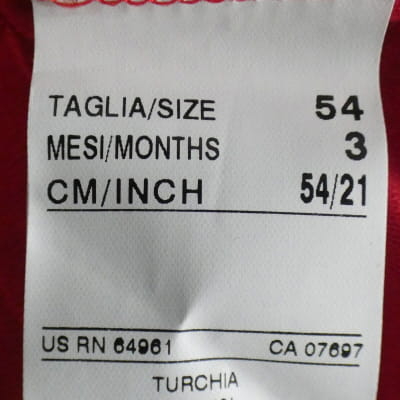 TAGLIA/SIZE 54
MESI/MONTHS 3
CM/INCH 54/21
US RN 64961 CA 07697
TURCHIA